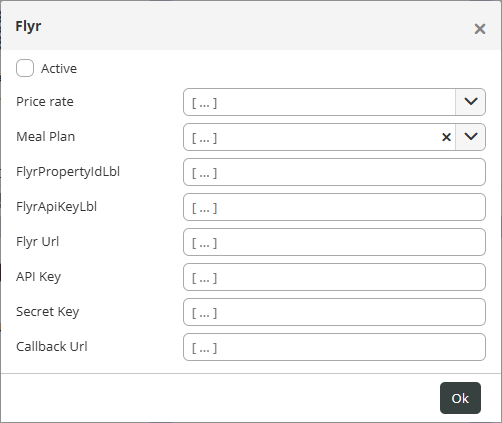 Flyr
Active
Price rate [ ... ]
Meal Plan [ ... ]
FlyrPropertyIdLbl [ ... ]
FlyrApiKeyLbl [ ... ]
Flyr Url [ ... ]
API Key [ ... ]
Secret Key [ ... ]
Callback Url [ ... ]
Ok